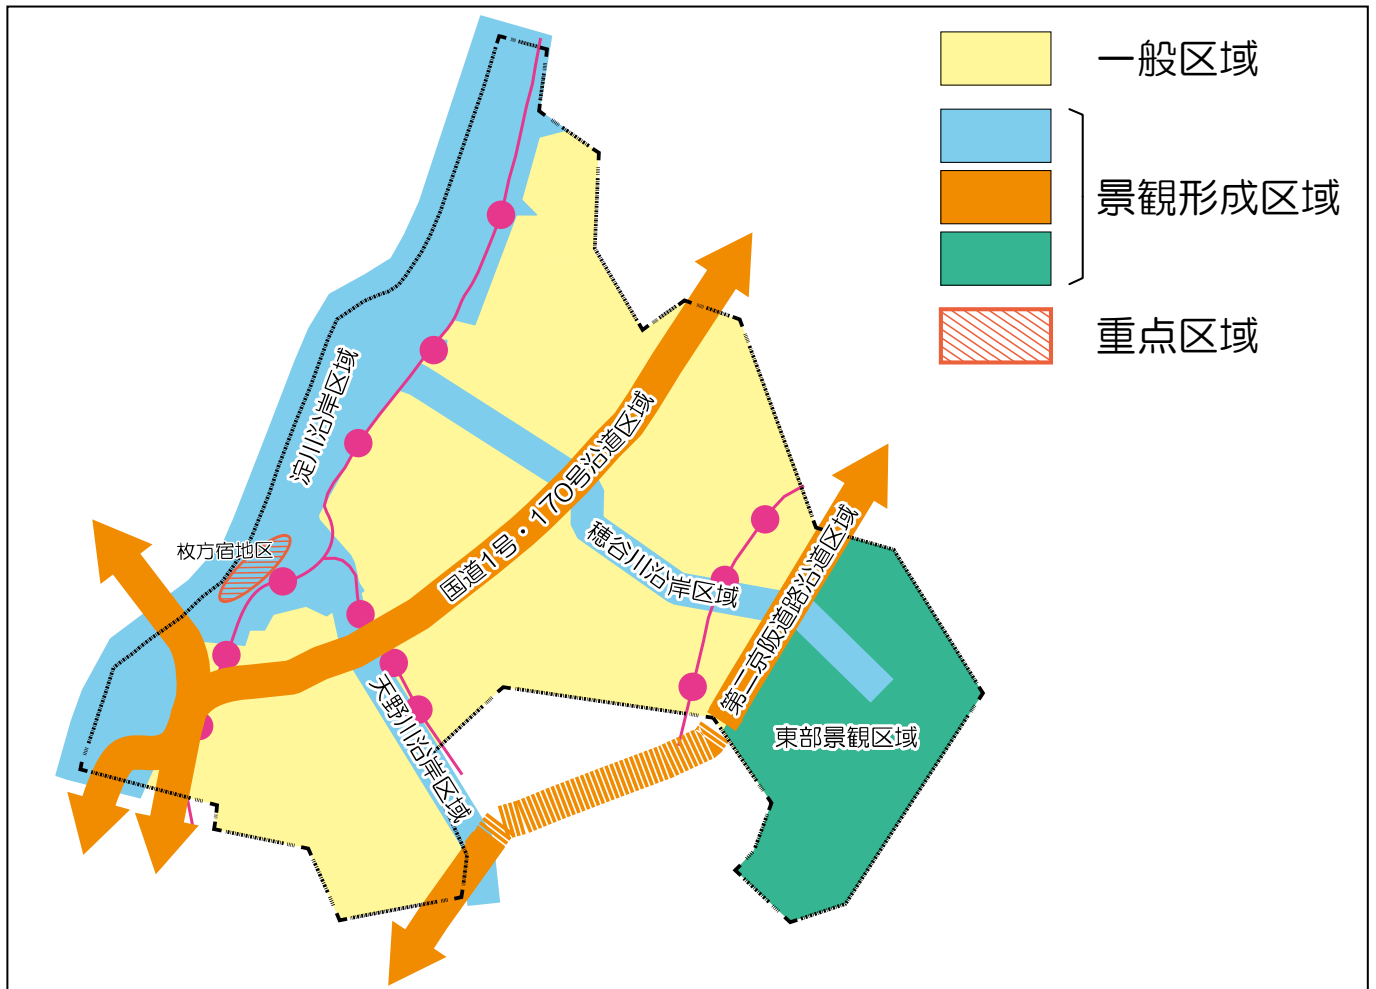 一般区域
景観形成区域
重点区域
淀川沿岸区域
枚方宿地区
国道1号・170号沿道区域
穂谷川沿岸区域
第二京阪道路沿道区域
天野川沿岸区域
東部景観区域